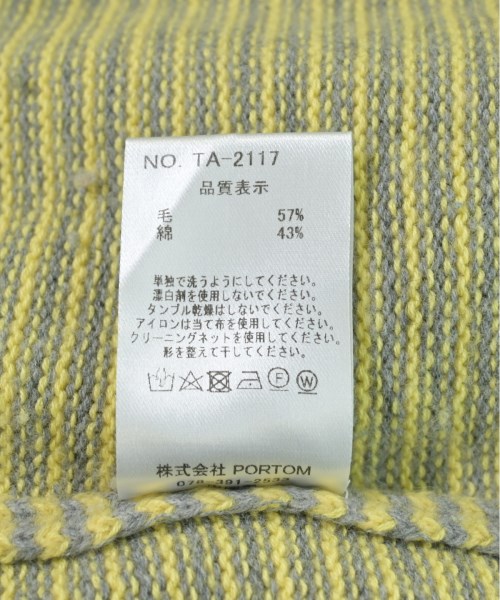 NO. TA-2117
品質表示
毛 57%
綿 43%
単独で洗うようにしてください。
漂白剤を使用しないでください。
タンブル乾燥はしないでください。
アイロンは当て布を使用してください。
クリーニングネットを使用してください。
形を整えて干してください。
F W
株式会社 PORTOM
078-391-2532